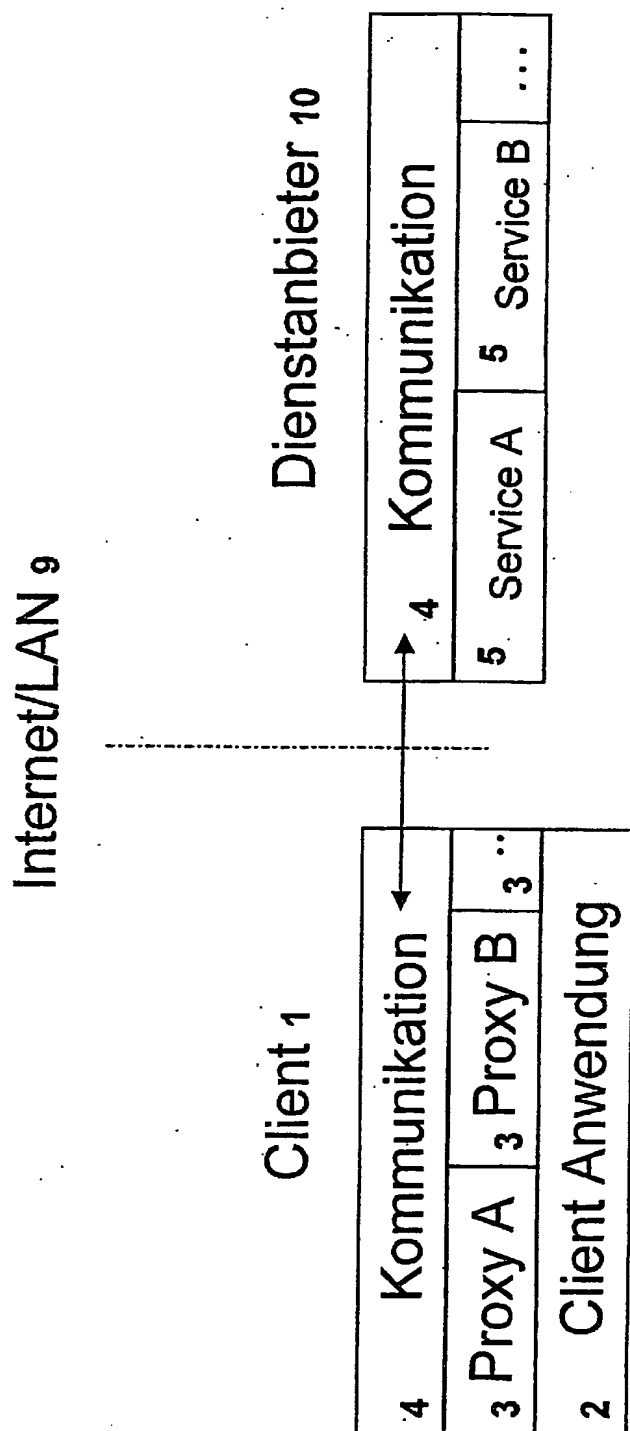 Internet/LAN 9
Client 1
Dienstanbieter 10
4 Kommunikation
4 Kommunikation
3 Proxy A
3 Proxy B
3 ..
5 Service A
5 Service B
...
2 Client Anwendung